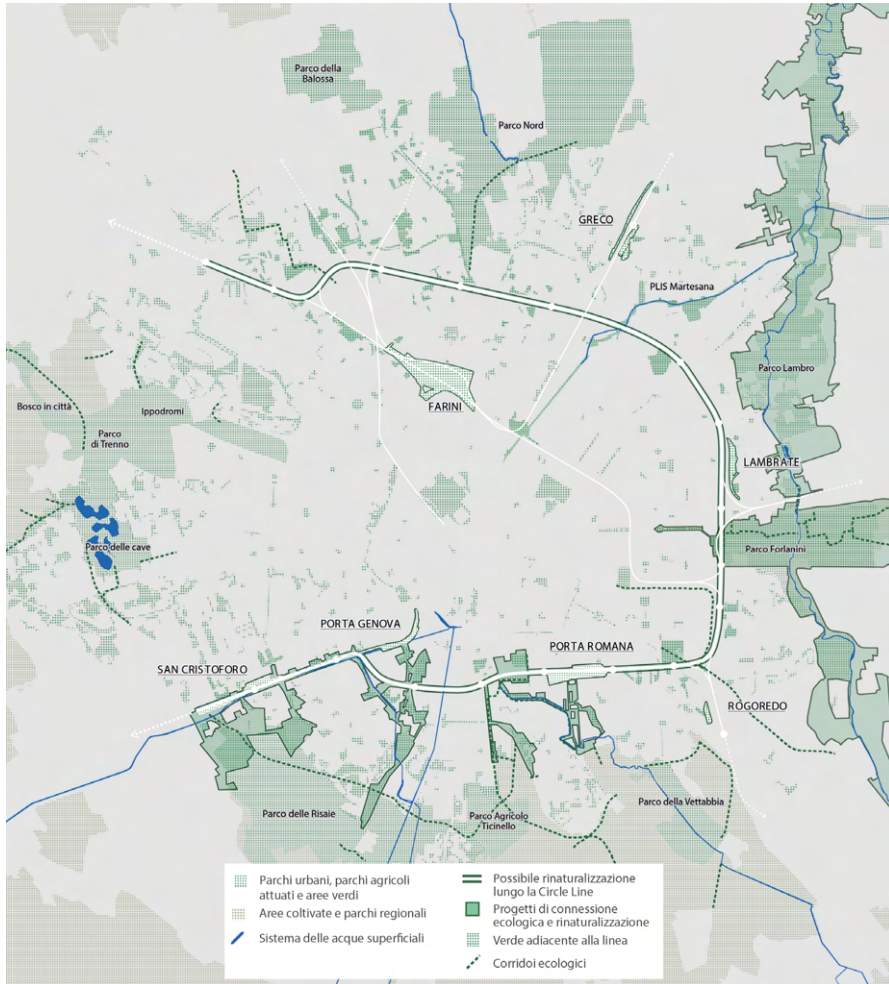 Parco della
Balossa
Parco Nord
GRECO
PLIS Martesana
Parco Lambro
Bosco in città
Ippodromi
Parco
di Trenno
FARINI
LAMBRATE
Parco delle cave
Parco Forlanini
PORTA GENOVA
PORTA ROMANA
SAN CRISTOFORO
ROGOREDO
Parco delle Risaie
Parco Agricolo
Ticinello
Parco della Vettabbia
Parchi urbani, parchi agricoli
attuati e aree verdi
Aree coltivate e parchi regionali
Sistema delle acque superficiali
Possibile rinaturalizzazione
lungo la Circle Line
Progetti di connessione
ecologica e rinaturalizzazione
Verde adiacente alla linea
Corridoi ecologici